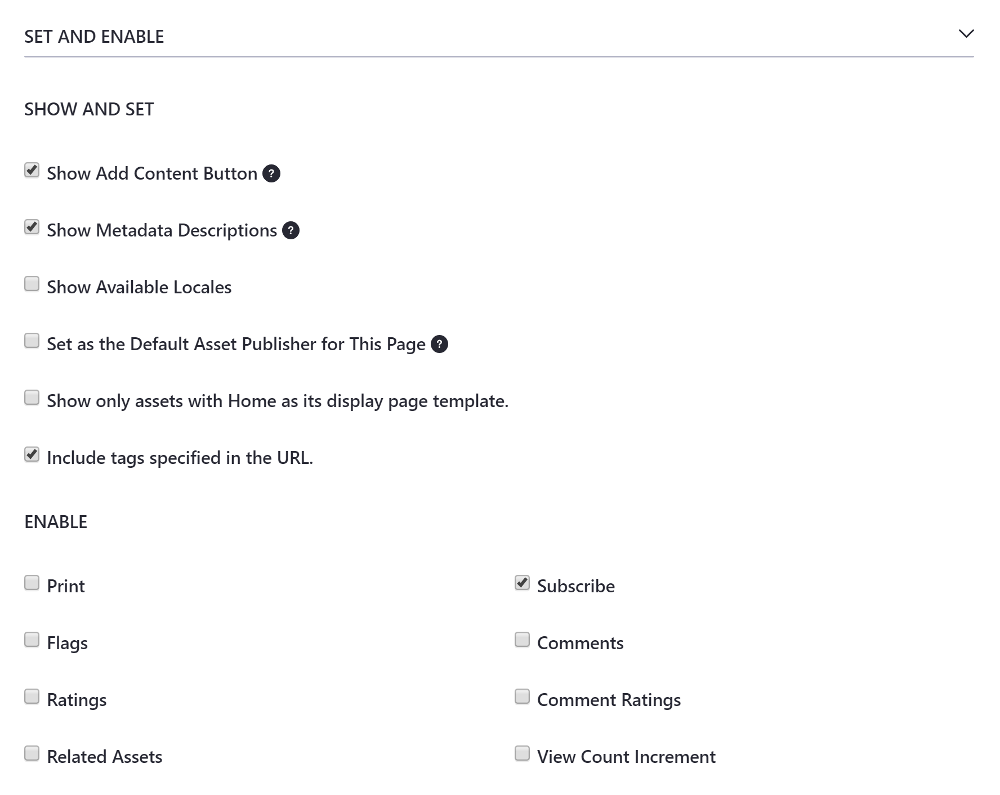 SET AND ENABLE
SHOW AND SET
Show Add Content Button ?
Show Metadata Descriptions ?
Show Available Locales
Set as the Default Asset Publisher for This Page ?
Show only assets with Home as its display page template.
Include tags specified in the URL.
ENABLE
Print
Subscribe
Flags
Comments
Ratings
Comment Ratings
Related Assets
View Count Increment